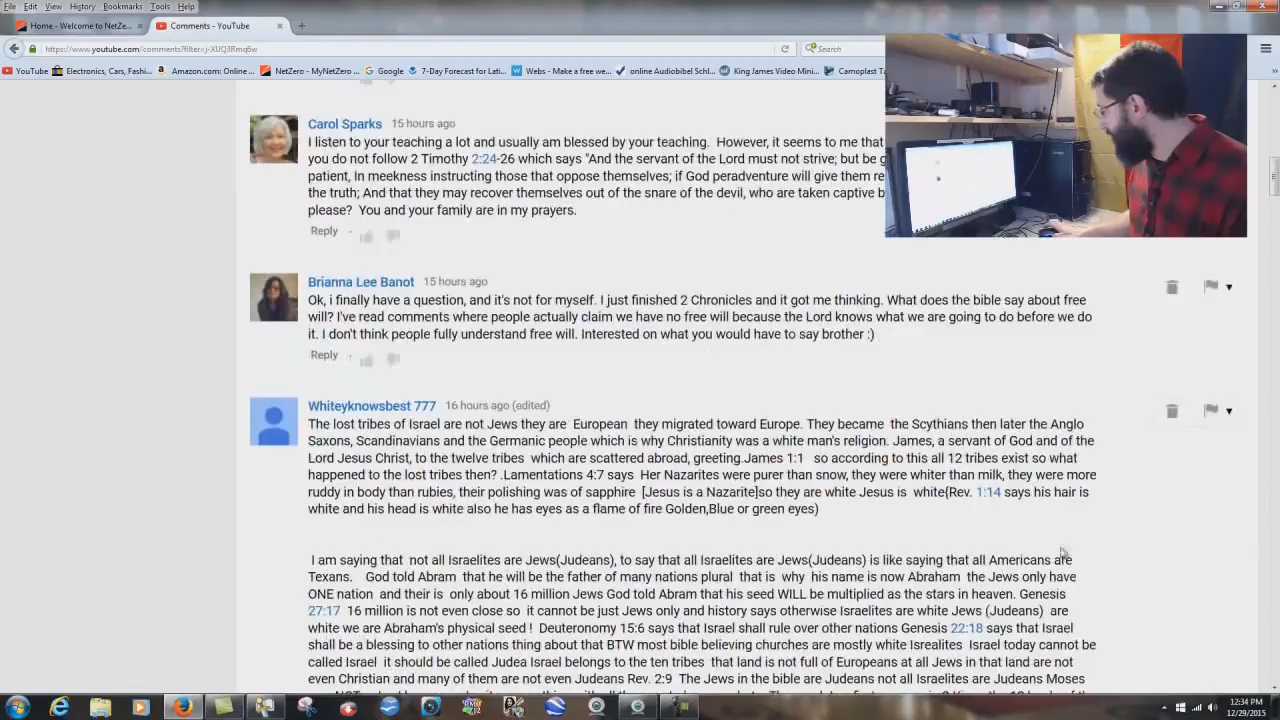 File Edit View History Bookmarks Tools Help
Home - Welcome to NetZe... × Comments - YouTube × +
https://www.youtube.com/comments?filter=j-XUQ3Rmq6w Search
YouTube Electronics, Cars, Fashi... Amazon.com: Online ... NetZero - MyNetZero ... Google 7-Day Forecast for Lati... Webs - Make a free we... online Audiobibel Schl... King James Video Mini... Camoplast Ta
Carol Sparks 15 hours ago
I listen to your teaching a lot and usually am blessed by your teaching. However, it seems to me that
you do not follow 2 Timothy 2:24-26 which says "And the servant of the Lord must not strive; but be g
patient, In meekness instructing those that oppose themselves; if God peradventure will give them re
the truth; And that they may recover themselves out of the snare of the devil, who are taken captive b
please? You and your family are in my prayers.
Reply
Brianna Lee Banot 15 hours ago
Ok, i finally have a question, and it's not for myself. I just finished 2 Chronicles and it got me thinking. What does the bible say about free
will? I've read comments where people actually claim we have no free will because the Lord knows what we are going to do before we do
it. I don't think people fully understand free will. Interested on what you would have to say brother :)
Reply
Whiteyknowsbest 777 16 hours ago (edited)
The lost tribes of Israel are not Jews they are European they migrated toward Europe. They became the Scythians then later the Anglo
Saxons, Scandinavians and the Germanic people which is why Christianity was a white man's religion. James, a servant of God and of the
Lord Jesus Christ, to the twelve tribes which are scattered abroad, greeting.James 1:1 so according to this all 12 tribes exist so what
happened to the lost tribes then? .Lamentations 4:7 says Her Nazarites were purer than snow, they were whiter than milk, they were more
ruddy in body than rubies, their polishing was of sapphire [Jesus is a Nazarite]so they are white Jesus is white{Rev. 1:14 says his hair is
white and his head is white also he has eyes as a flame of fire Golden,Blue or green eyes)
I am saying that not all Israelites are Jews(Judeans), to say that all Israelites are Jews(Judeans) is like saying that all Americans are
Texans. God told Abram that he will be the father of many nations plural that is why his name is now Abraham the Jews only have
ONE nation and their is only about 16 million Jews God told Abram that his seed WILL be multiplied as the stars in heaven. Genesis
27:17 16 million is not even close so it cannot be just Jews only and history says otherwise Israelites are white Jews (Judeans) are
white we are Abraham's physical seed ! Deuteronomy 15:6 says that Israel shall rule over other nations Genesis 22:18 says that Israel
shall be a blessing to other nations thing about that BTW most bible believing churches are mostly white Isrealites Israel today cannot be
called Israel it should be called Judea Israel belongs to the ten tribes that land is not full of Europeans at all Jews in that land are not
even Christian and many of them are not even Judeans Rev. 2:9 The Jews in the bible are Judeans not all Israelites are Judeans Moses
12:34 PM
12/29/2015